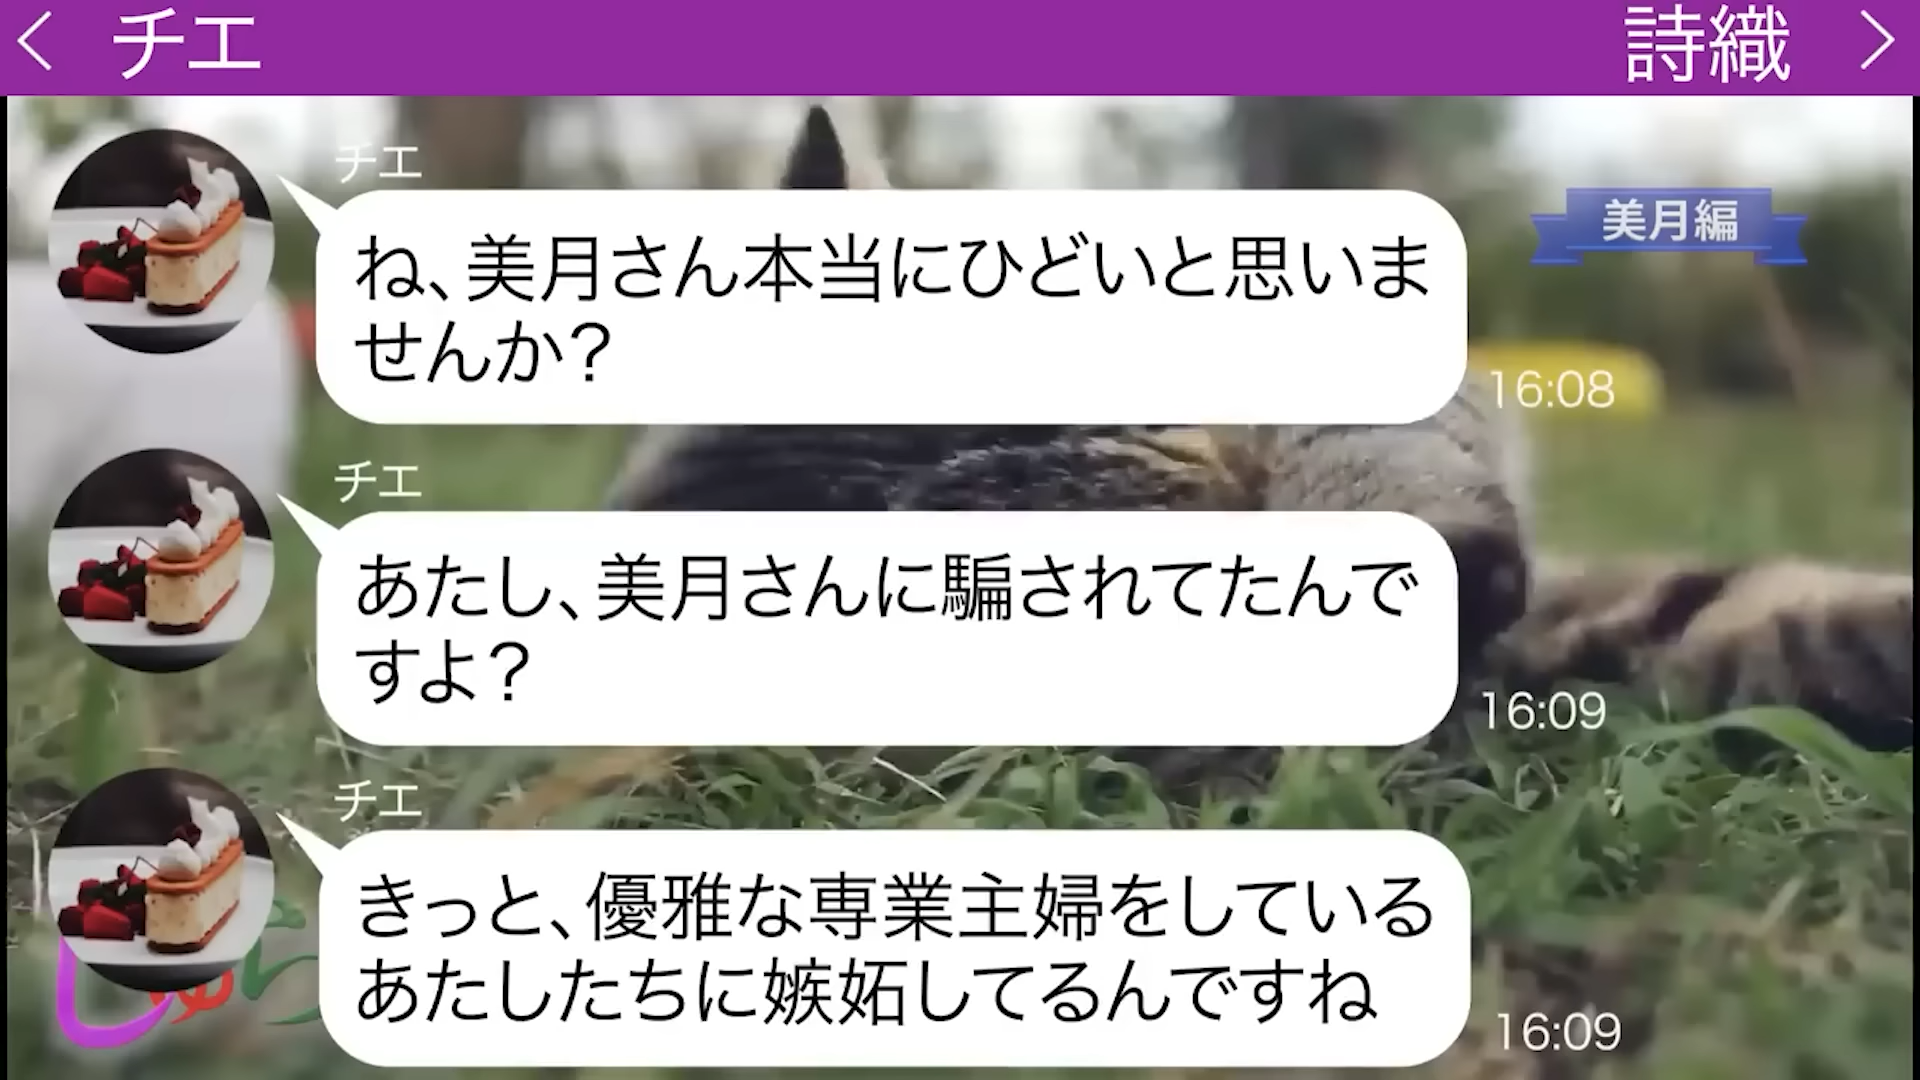 チエ
詩織
チエ
美月編
ね、美月さん本当にひどいと思いま
せんか?
16:08
チエ
あたし、美月さんに騙されてたんで
すよ?
16:09
チエ
きっと、優雅な専業主婦をしている
あたしたちに嫉妬してるんですね
16:09